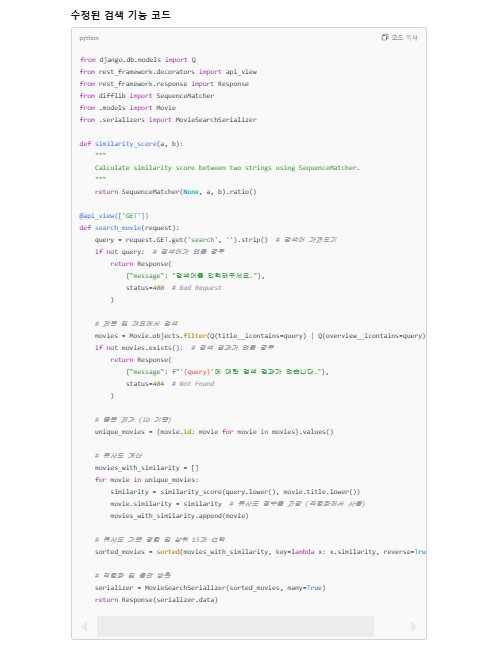 수정된 검색 기능 코드
python
코드 복사
from django.db.models import Q
from rest_framework.decorators import api_view
from rest_framework.response import Response
from difflib import SequenceMatcher
from .models import Movie
from .serializers import MovieSearchSerializer
def similarity_score(a, b):
"""
Calculate similarity score between two strings using SequenceMatcher.
"""
return SequenceMatcher(None, a, b).ratio()
@api_view(['GET'])
def search_movie(request):
query = request.GET.get('search', '').strip()  # 검색어 가져오기
if not query:  # 검색어가 없을 경우
return Response(
{"message": "검색어를 입력해주세요."},
status=400  # Bad Request
)
# 제목 및 개요에서 검색
movies = Movie.objects.filter(Q(title__icontains=query) | Q(overview__icontains=query)
if not movies.exists():  # 검색 결과가 없을 경우
return Response(
{"message": f"'{query}'에 대한 검색 결과가 없습니다."},
status=404  # Not Found
)
# 중복 제거 (ID 기준)
unique_movies = {movie.id: movie for movie in movies}.values()
# 유사도 계산
movies_with_similarity = []
for movie in unique_movies:
similarity = similarity_score(query.lower(), movie.title.lower())
movie.similarity = similarity  # 유사도 점수를 저장 (직렬화에서 사용)
movies_with_similarity.append(movie)
# 유사도 기준 정렬 및 상위 15개 선택
sorted_movies = sorted(movies_with_similarity, key=lambda x: x.similarity, reverse=Tru
# 직렬화 및 응답 반환
serializer = MovieSearchSerializer(sorted_movies, many=True)
return Response(serializer.data)